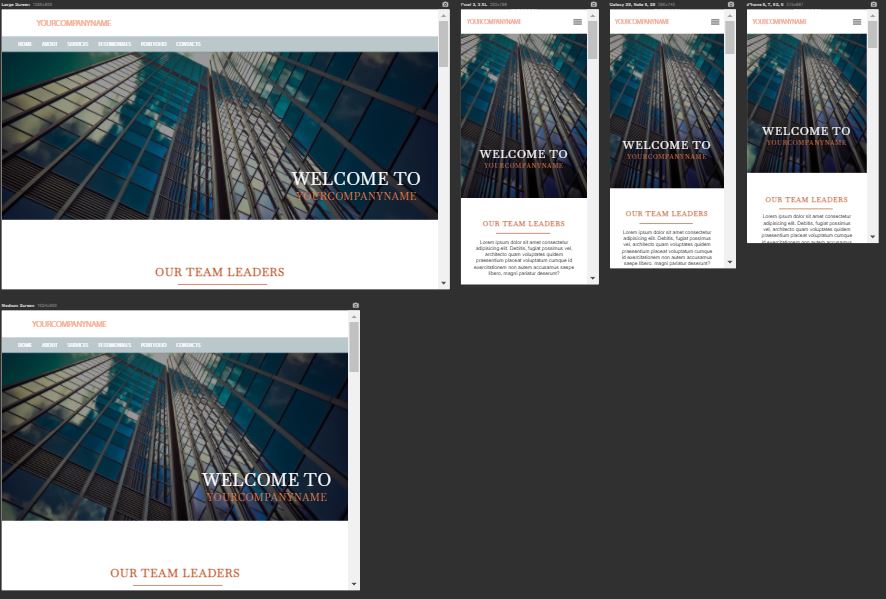 Large Screen 1280x800
YOURCOMPANYNAME
HOME ABOUT SERVICES TESTIMONIALS PORTFOLIO CONTACTS
WELCOME TO
YOURCOMPANYNAME
OUR TEAM LEADERS
Pixel 3, 3 XL
YOURCOMPANYNAME
WELCOME TO
YOURCOMPANYNAME
OUR TEAM LEADERS
Lorem ipsum dolor sit amet consectetur
adipisicing elit. Debitis, fugiat possimus
vel, architecto quam voluptates quidem
praesentium placeat voluptatum cumque id
exercitationem non autem accusamus saepe
libero, magni pariatur deserunt?
Galaxy S9, Note 8, S8
YOURCOMPANYNAME
WELCOME TO
YOURCOMPANYNAME
OUR TEAM LEADERS
Lorem ipsum dolor sit amet consectetur
adipisicing elit. Debitis, fugiat possimus
vel, architecto quam voluptates quidem
praesentium placeat voluptatum cumque
id exercitationem non autem accusamus
saepe libero, magni pariatur deserunt?
YOURCOMPANYNAME
WELCOME TO
YOURCOMPANYNAME
OUR TEAM LEADERS
Lorem ipsum dolor sit amet consectetur
adipisicing elit. Debitis, fugiat possimus
vel, architecto quam voluptates quidem
praesentium placeat voluptatum cumque
id exercitationem non autem accusamus
Medium Screen
YOURCOMPANYNAME
HOME ABOUT SERVICES TESTIMONIALS PORTFOLIO CONTACTS
WELCOME TO
YOURCOMPANYNAME
OUR TEAM LEADERS